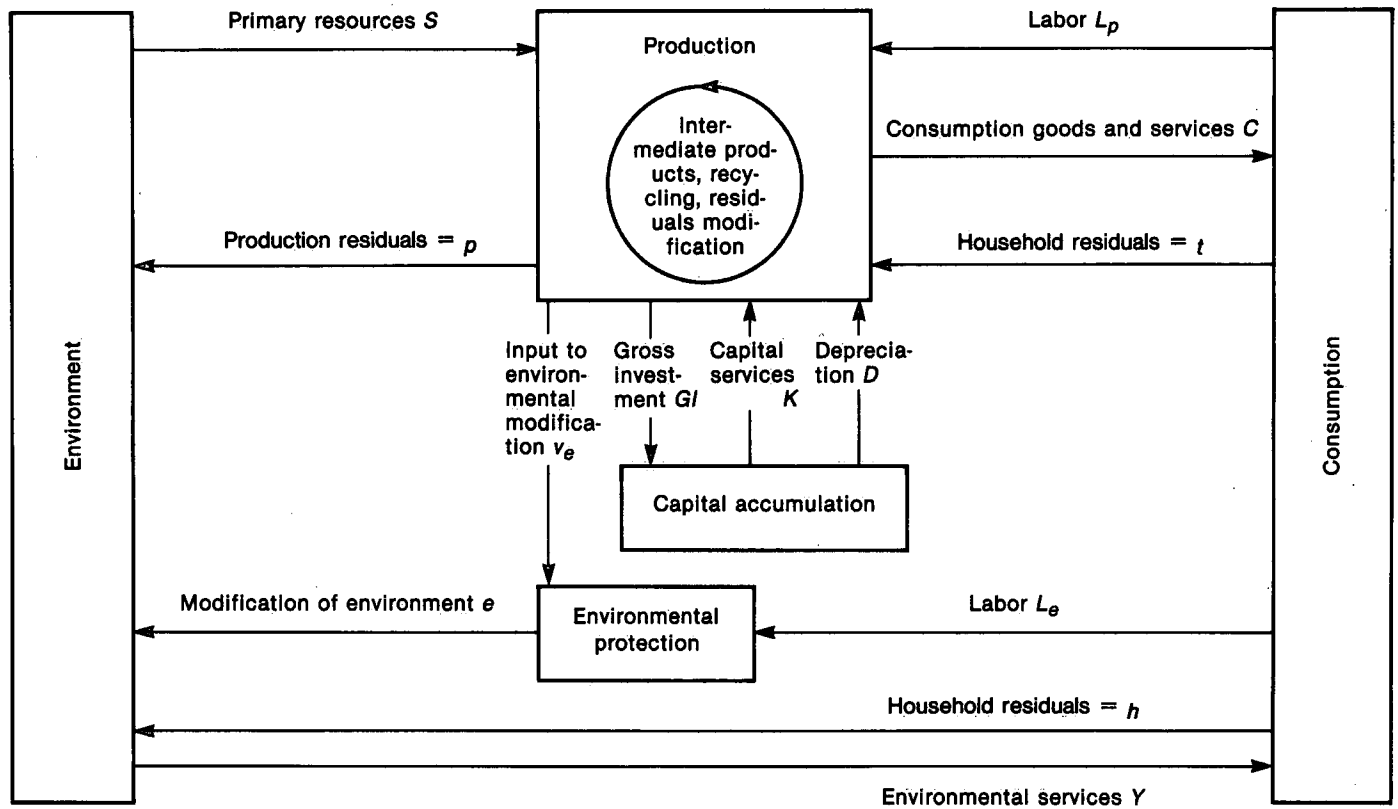 Primary resources S
Production
Labor Lp
Inter-
mediate prod-
ucts, recy-
cling, resid-
uals modi-
fication
Consumption goods and services C
Production residuals = p
Household residuals = t
Environment
Consumption
Input to
environ-
mental
modifica-
tion ve
Gross
invest-
ment GI
Capital
services
K
Deprecia-
tion D
Capital accumulation
Modification of environment e
Environmental
protection
Labor Le
Household residuals = h
Environmental services Y